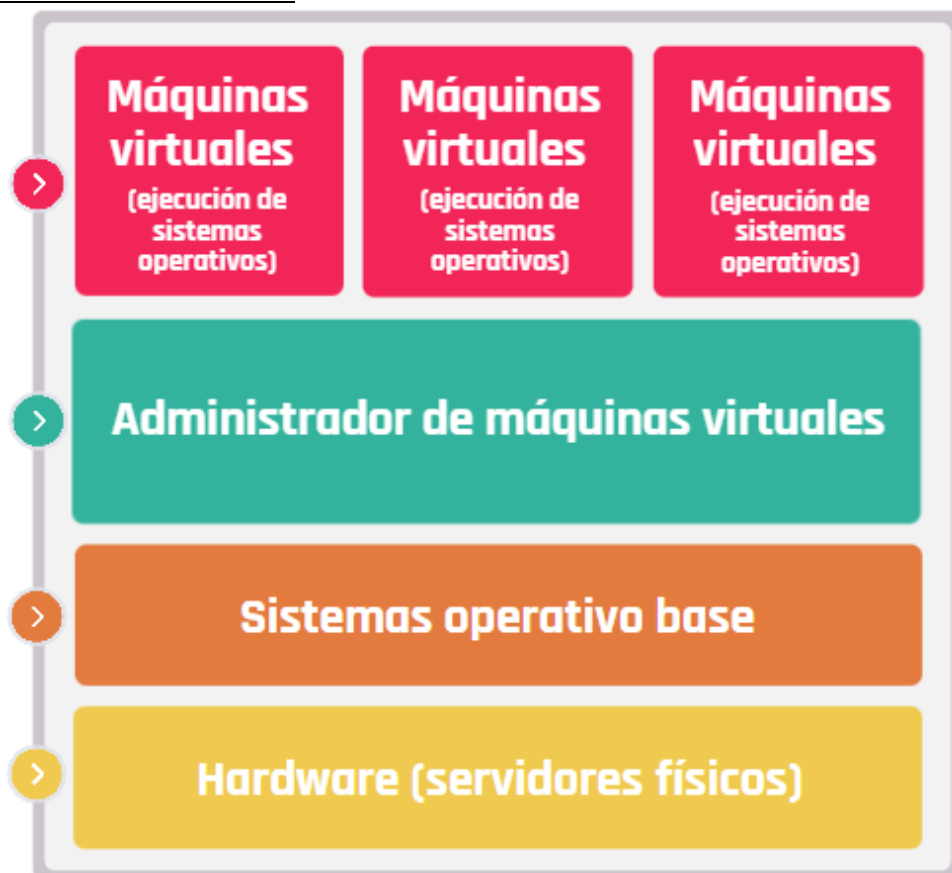 Máquinas
virtuales
(ejecución de
sistemas
operativos)
Máquinas
virtuales
(ejecución de
sistemas
operativos)
Máquinas
virtuales
(ejecución de
sistemas
operativos)
Administrador de máquinas virtuales
Sistemas operativo base
Hardware (servidores físicos)